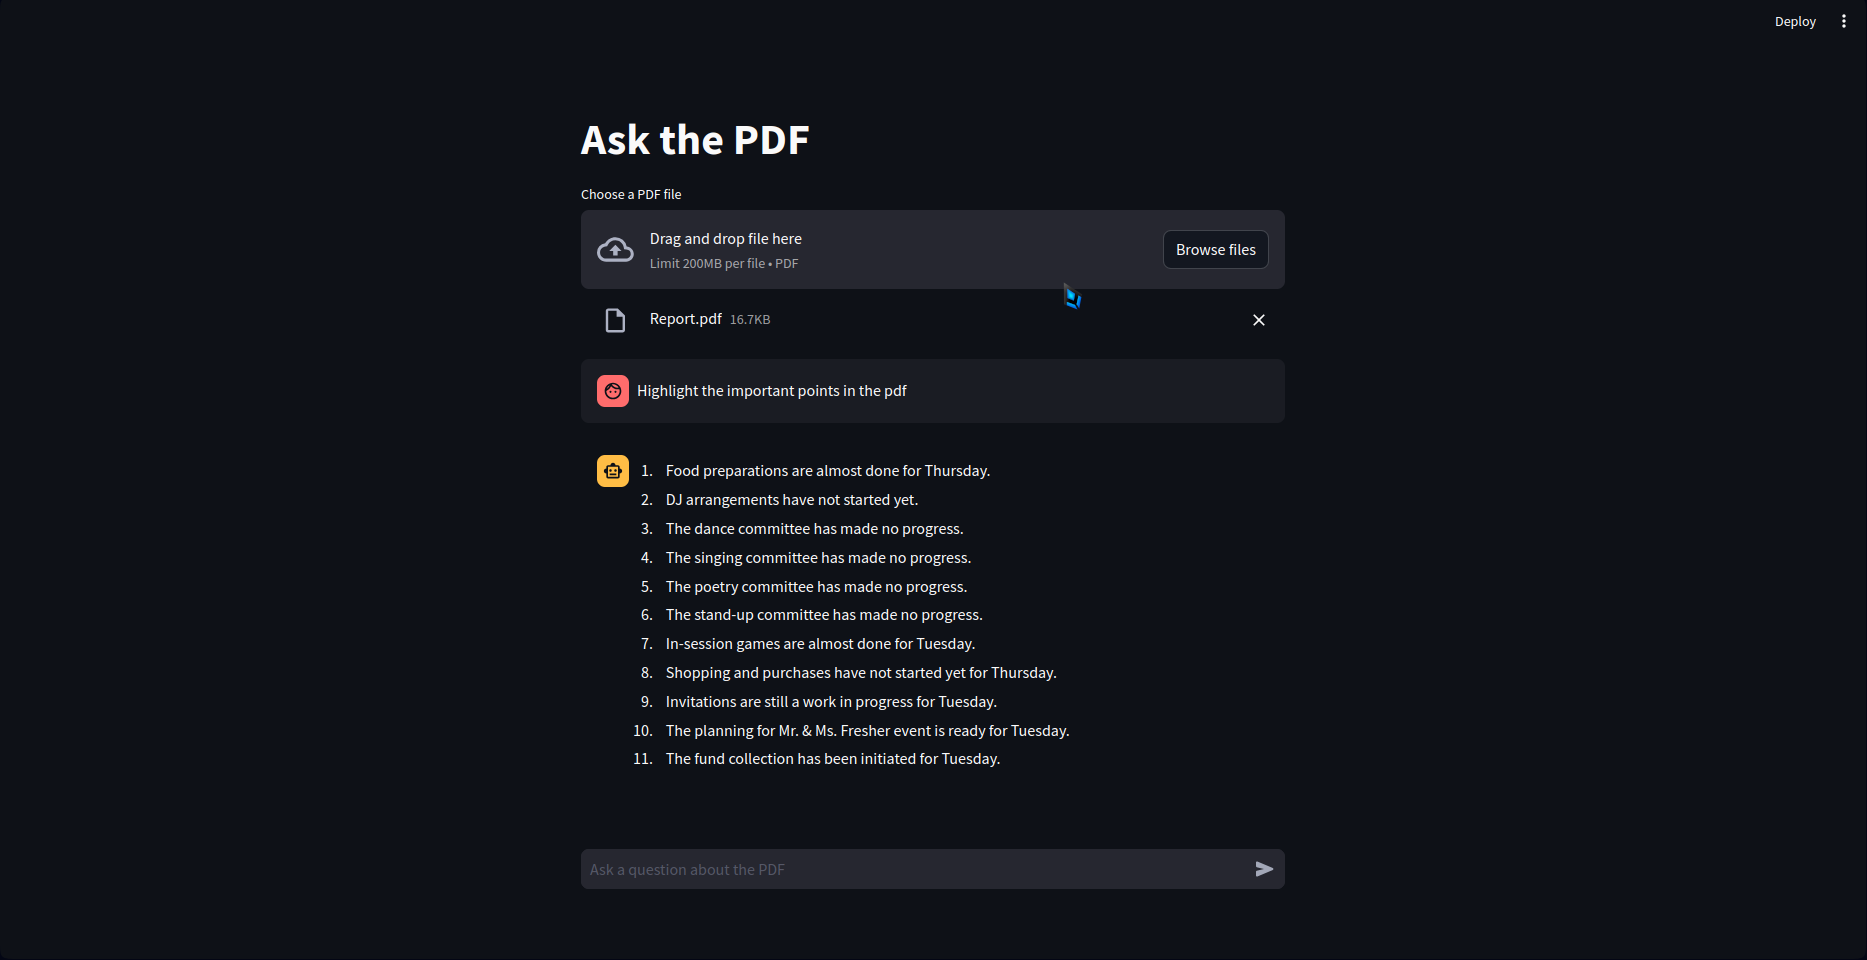 Deploy
Ask the PDF
Choose a PDF file
Drag and drop file here
Limit 200MB per file • PDF
Browse files
Report.pdf 16.7KB
Highlight the important points in the pdf
1. Food preparations are almost done for Thursday.
2. DJ arrangements have not started yet.
3. The dance committee has made no progress.
4. The singing committee has made no progress.
5. The poetry committee has made no progress.
6. The stand-up committee has made no progress.
7. In-session games are almost done for Tuesday.
8. Shopping and purchases have not started yet for Thursday.
9. Invitations are still a work in progress for Tuesday.
10. The planning for Mr. & Ms. Fresher event is ready for Tuesday.
11. The fund collection has been initiated for Tuesday.
Ask a question about the PDF